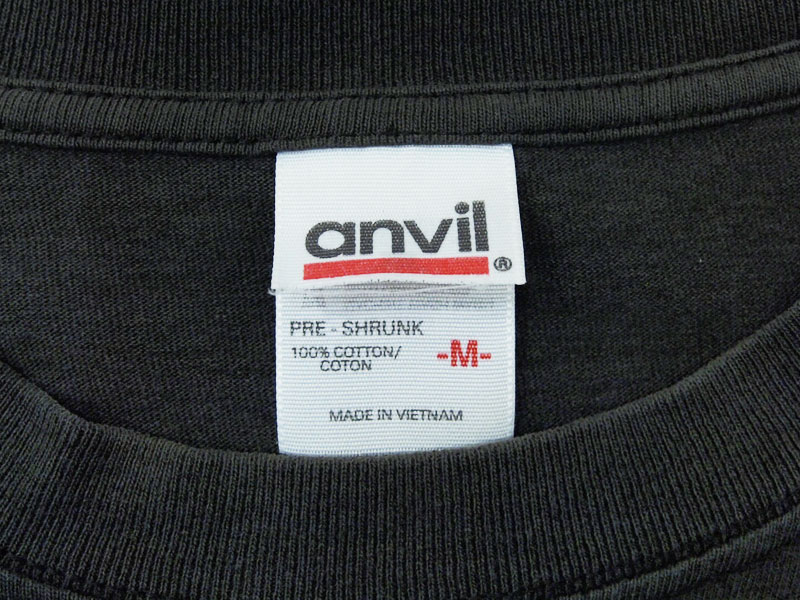 anvil
®
PRE - SHRUNK
100% COTTON/
COTON
-M-
MADE IN VIETNAM